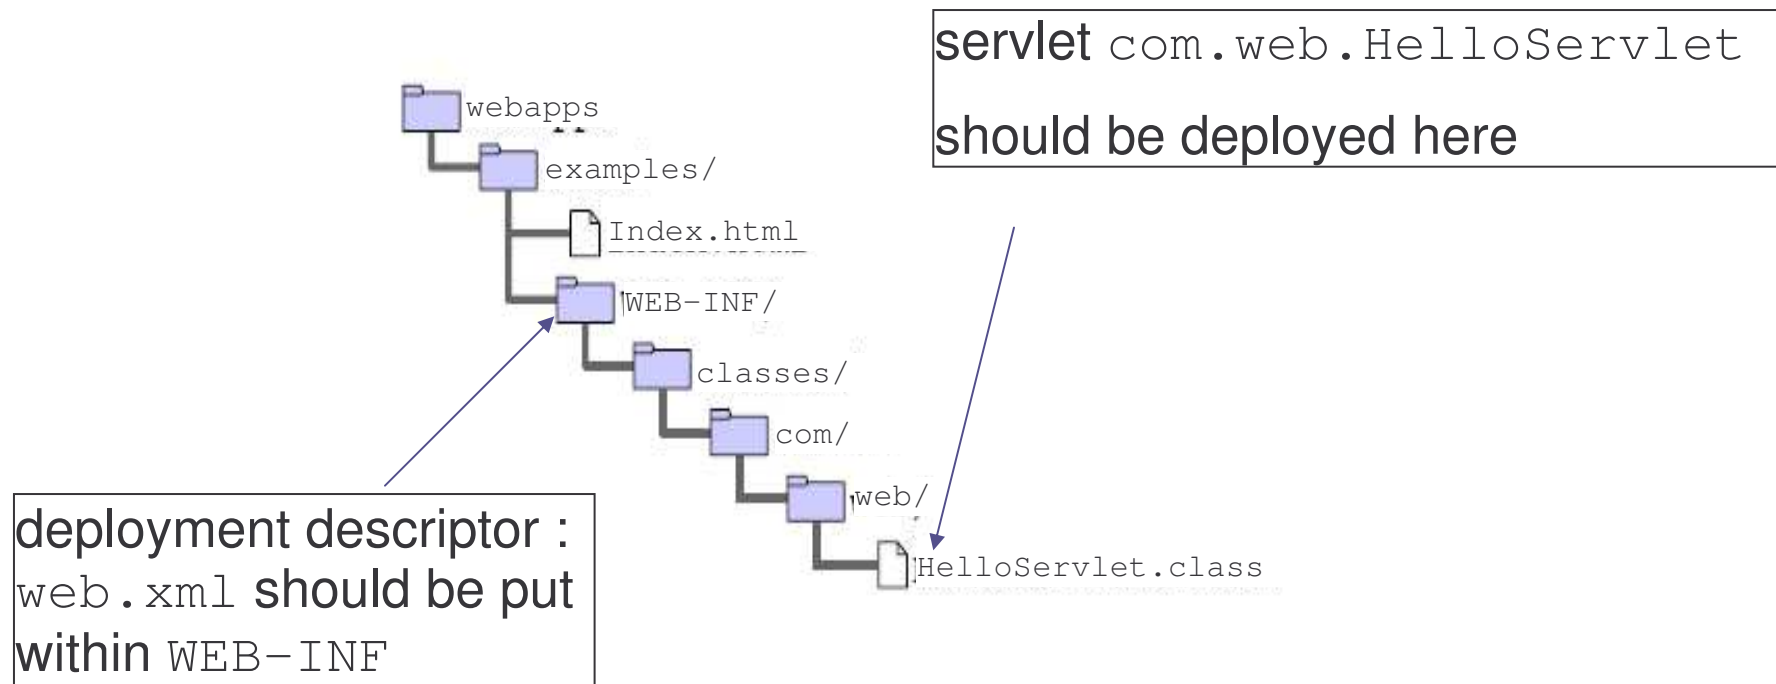 servlet com.web.HelloServlet
should be deployed here
webapps
examples/
Index.html
WEB-INF/
classes/
com/
web/
HelloServlet.class
deployment descriptor :
web.xml should be put
within WEB-INF